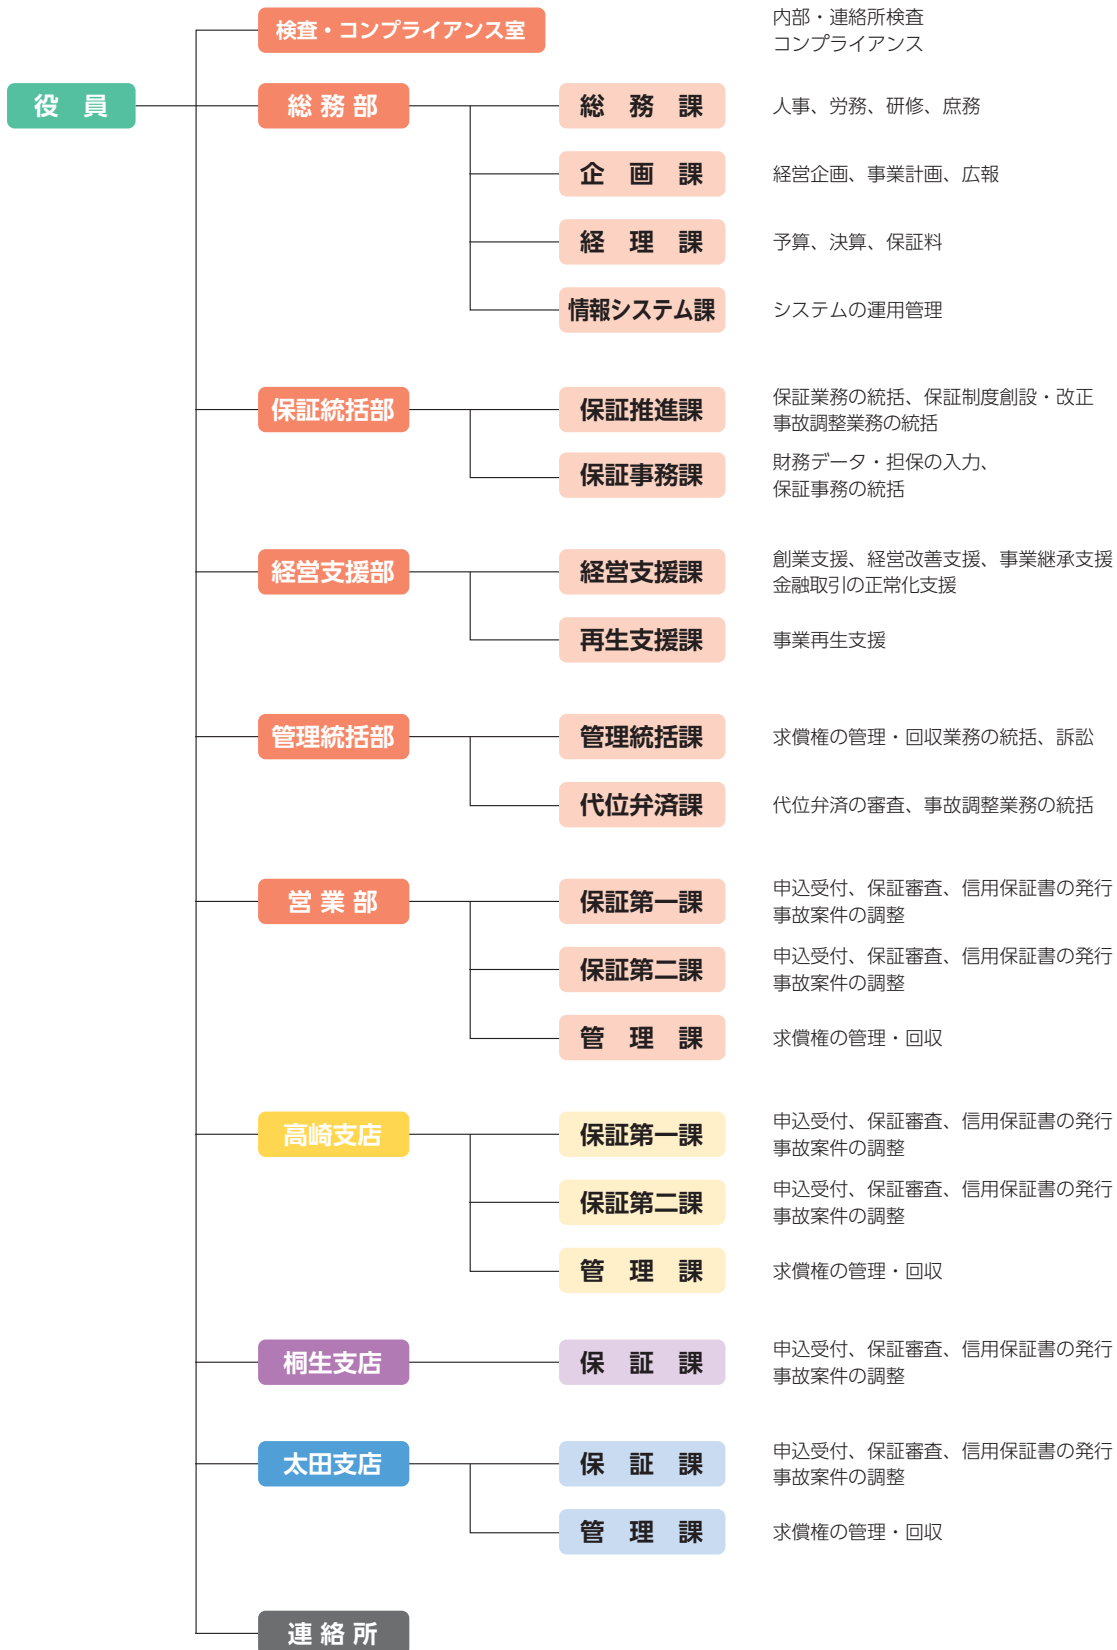 検査・コンプライアンス室
内部・連絡所検査
コンプライアンス
役　員
総 務 部
総　務　課
人事、労務、研修、庶務
企　画　課
経営企画、事業計画、広報
経　理　課
予算、決算、保証料
情報システム課
システムの運用管理
保証統括部
保証推進課
保証業務の統括、保証制度創設・改正
事故調整業務の統括
保証事務課
財務データ・担保の入力、
保証事務の統括
経営支援部
経営支援課
創業支援、経営改善支援、事業継承支援
金融取引の正常化支援
再生支援課
事業再生支援
管理統括部
管理統括課
求償権の管理・回収業務の統括、訴訟
代位弁済課
代位弁済の審査、事故調整業務の統括
営 業 部
保証第一課
申込受付、保証審査、信用保証書の発行
事故案件の調整
保証第二課
申込受付、保証審査、信用保証書の発行
事故案件の調整
管　理　課
求償権の管理・回収
高崎支店
保証第一課
申込受付、保証審査、信用保証書の発行
事故案件の調整
保証第二課
申込受付、保証審査、信用保証書の発行
事故案件の調整
管　理　課
求償権の管理・回収
桐生支店
保　証　課
申込受付、保証審査、信用保証書の発行
事故案件の調整
太田支店
保　証　課
申込受付、保証審査、信用保証書の発行
事故案件の調整
管　理　課
求償権の管理・回収
連 絡 所